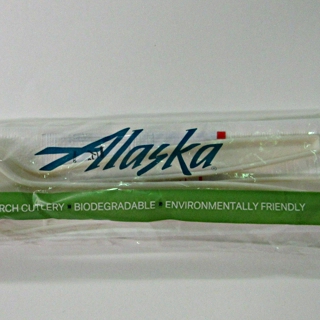 Alaska
RCH CUTLERY • BIODEGRADABLE • ENVIRONMENTALLY FRIENDLY